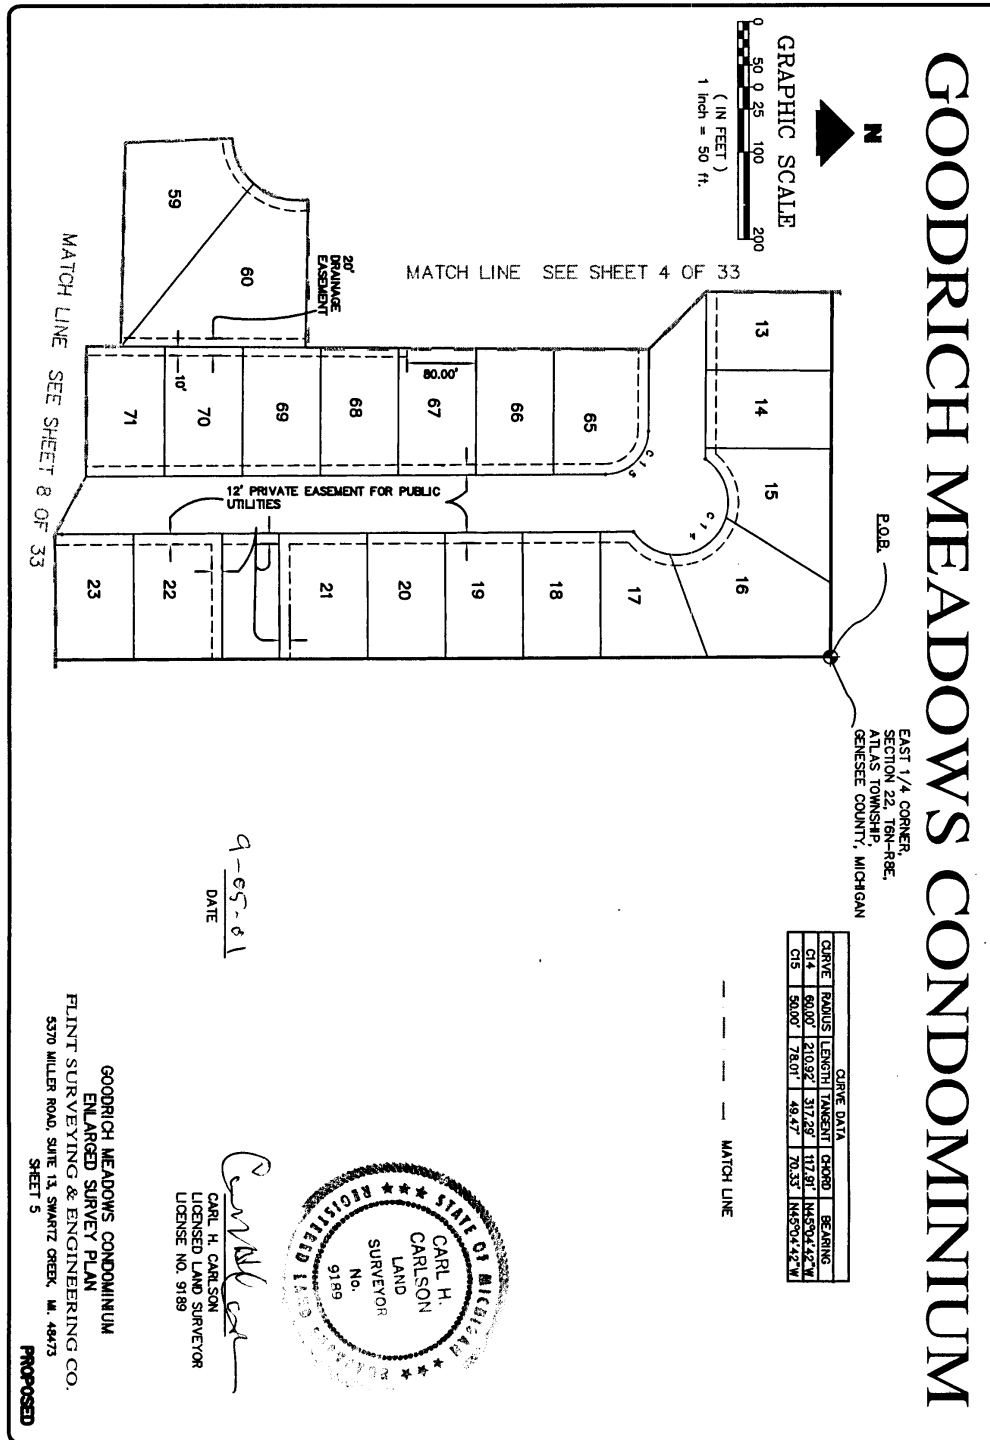 GOODRICH MEADOWS CONDOMINIUM
N
GRAPHIC SCALE
0 50 0 25 100 200
( IN FEET )
1 inch = 50 ft.
P.O.B.
EAST 1/4 CORNER,
SECTION 22, T6N-R8E,
ATLAS TOWNSHIP,
GENESEE COUNTY, MICHIGAN
CURVE DATA
CURVE RADIUS LENGTH TANGENT CHORD BEARING
C14 60.00' 210.92' 317.29' 117.91' N45°04'42"W
C15 50.00' 78.01' 49.47' 70.33' N45°04'42"W
MATCH LINE SEE SHEET 4 OF 33
13
14
15
16
C14
C15
65
66
67
68
69
70
71
80.00'
10'
20'
DRAINAGE
EASEMENT
59
60
12' PRIVATE EASEMENT FOR PUBLIC
UTILITIES
17
18
19
20
21
22
23
MATCH LINE SEE SHEET 8 OF 33
MATCH LINE
9-05-01
DATE
STATE OF MICHIGAN
REGISTERED LAND
CARL H.
CARLSON
LAND
SURVEYOR
No.
9189
CARL H. CARLSON
LICENSED LAND SURVEYOR
LICENSE NO. 9189
GOODRICH MEADOWS CONDOMINIUM
ENLARGED SURVEY PLAN
FLINT SURVEYING & ENGINEERING CO.
5370 MILLER ROAD, SUITE 13, SWARTZ CREEK, MI. 48473
SHEET 5
PROPOSED